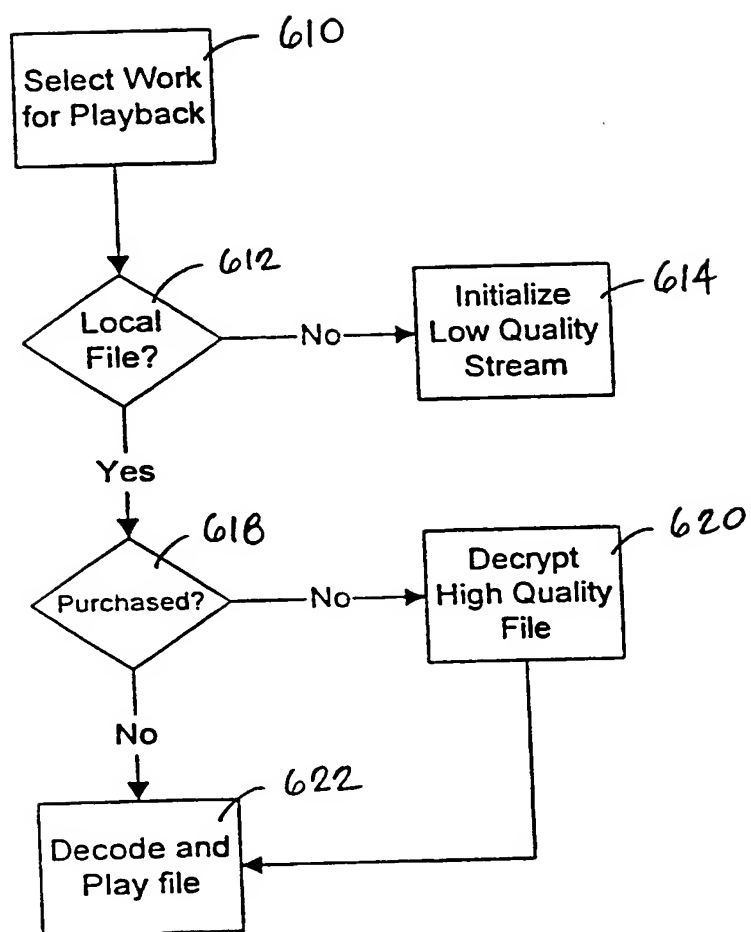 610
Select Work
for Playback
612
Local
File?
No
614
Initialize
Low Quality
Stream
Yes
618
Purchased?
No
620
Decrypt
High Quality
File
No
622
Decode and
Play file